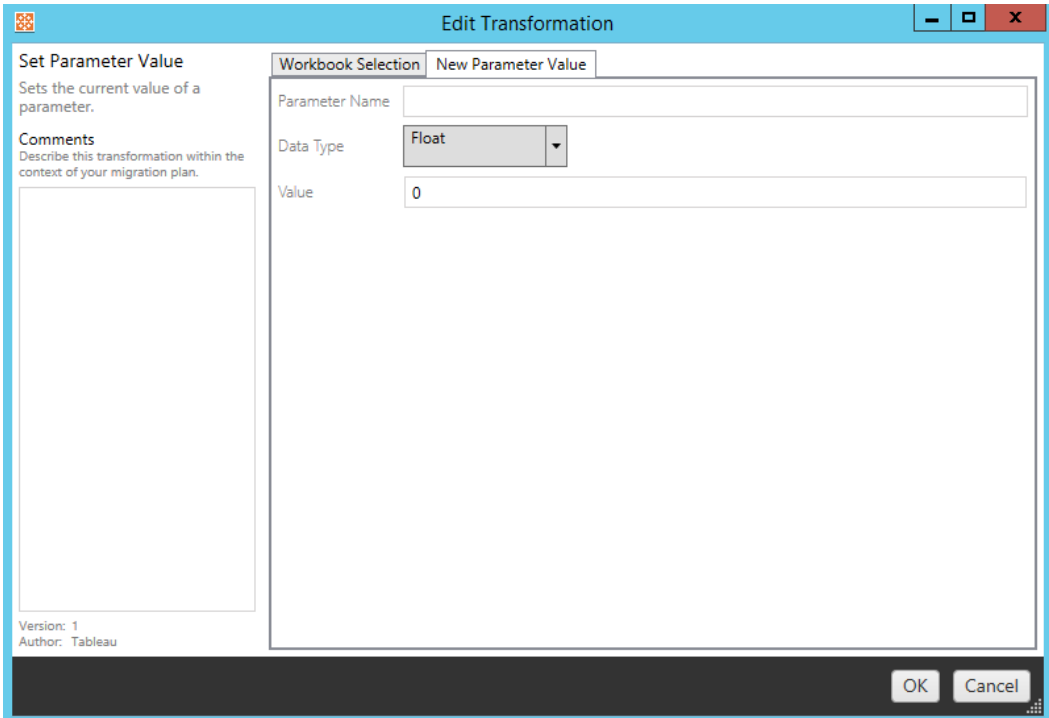 Edit Transformation
Set Parameter Value
Sets the current value of a
parameter.
Comments
Describe this transformation within the
context of your migration plan.
Version: 1
Author: Tableau
Workbook Selection
New Parameter Value
Parameter Name
Data Type
Float
Value
0
OK
Cancel